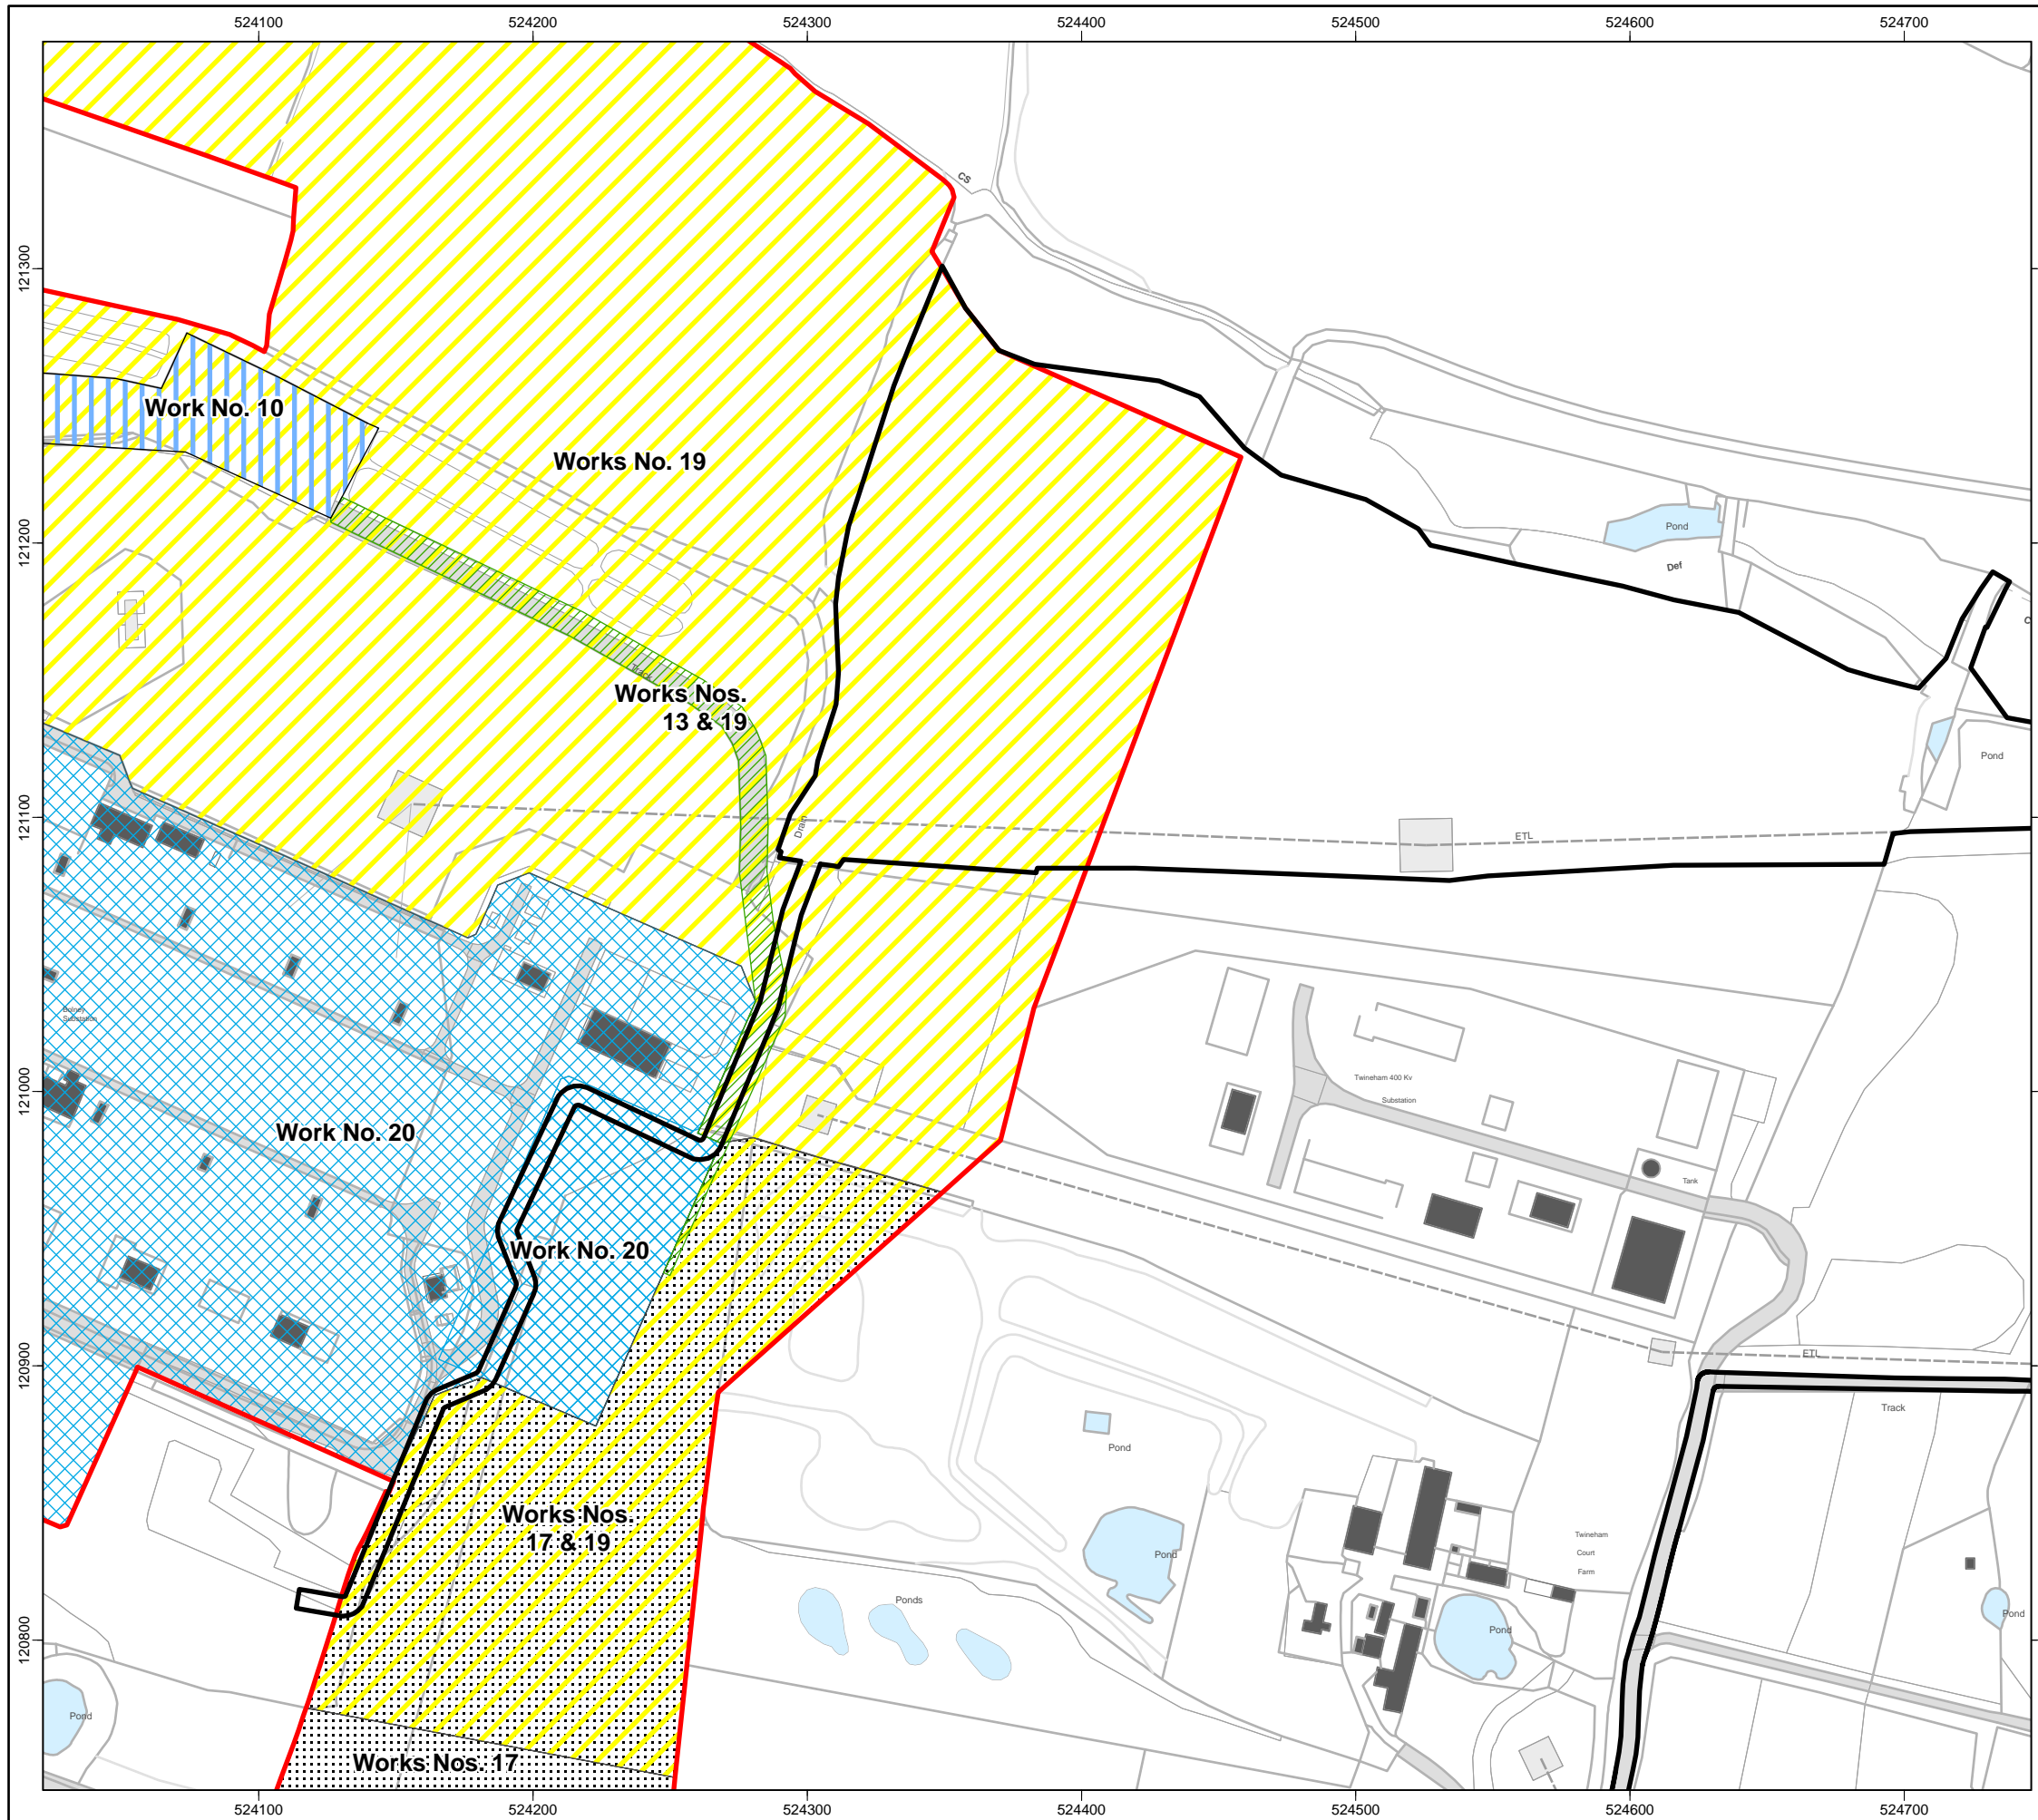 524100 524200 524300 524400 524500 524600 524700
CS
121300
Work No. 10
Works No. 19
Pond
121200
Def
Track
Works Nos.
13 & 19
Pond
121100
Drain
ETL
Bolney
Substation
121000
Twineham 400 Kv
Substation
Work No. 20
Tank
Work No. 20
120900
ETL
Track
Pond
Works Nos.
17 & 19
Twineham
Court
Farm
Pond
Ponds
Pond
Pond
120800
Pond
Works Nos. 17
524100 524200 524300 524400 524500 524600 524700